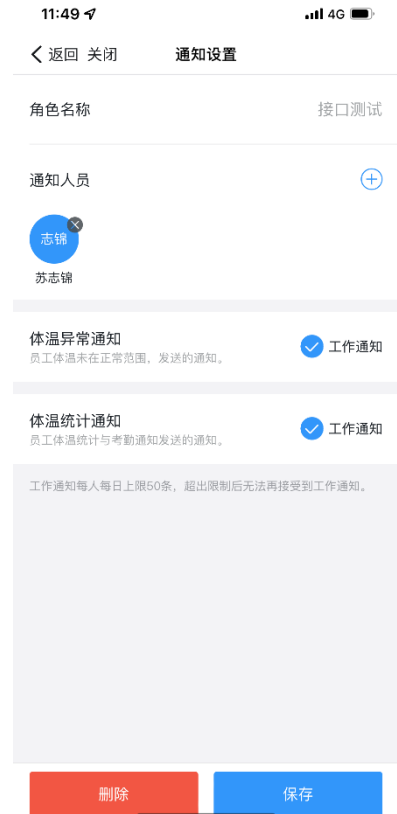 11:49 4G
返回 关闭 通知设置
角色名称 接口测试
通知人员
志锦
苏志锦
体温异常通知
员工体温未在正常范围，发送的通知。
工作通知
体温统计通知
员工体温统计与考勤通知发送的通知。
工作通知
工作通知每人每日上限50条，超出限制后无法再接受到工作通知。
删除 保存